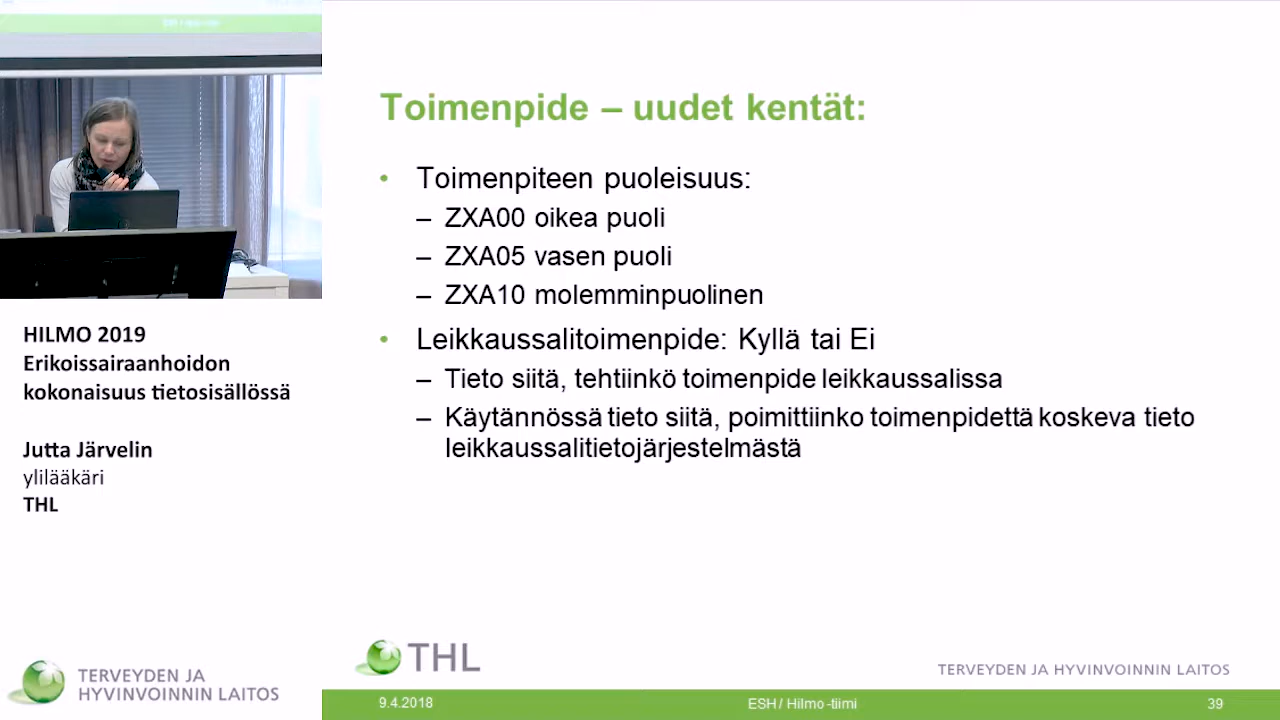 Toimenpide – uudet kentät:
• Toimenpiteen puoleisuus:
– ZXA00 oikea puoli
– ZXA05 vasen puoli
– ZXA10 molemminpuolinen
• Leikkaussalitoimenpide: Kyllä tai Ei
– Tieto siitä, tehtiinkö toimenpide leikkaussalissa
– Käytännössä tieto siitä, poimittiinko toimenpidettä koskeva tieto
leikkaussalitietojärjestelmästä
HILMO 2019
Erikoissairaanhoidon
kokonaisuus tietosisällössä
Jutta Järvelin
ylilääkäri
THL
TERVEYDEN JA
HYVINVOINNIN LAITOS
THL
TERVEYDEN JA HYVINVOINNIN LAITOS
9.4.2018
ESH / Hilmo -tiimi
39